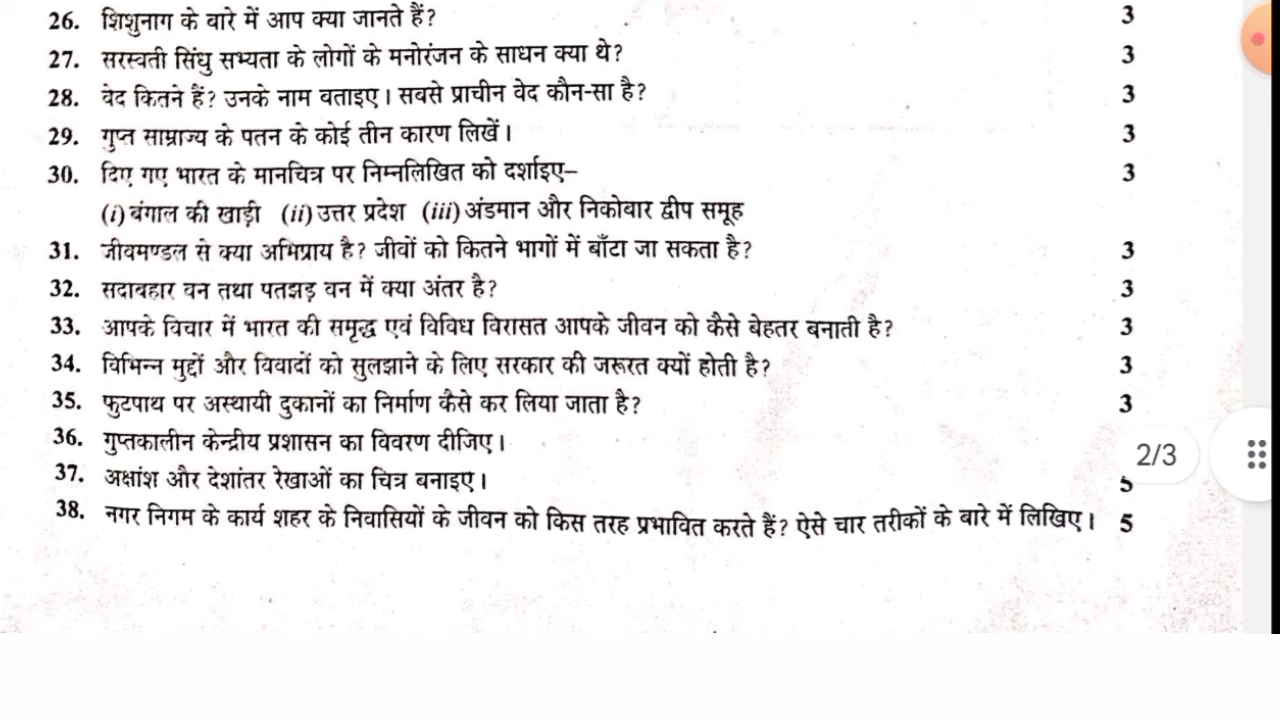 26. शिशुनाग के बारे में आप क्या जानते हैं? 3
27. सरस्वती सिंधु सभ्यता के लोगों के मनोरंजन के साधन क्या थे? 3
28. वेद कितने हैं? उनके नाम बताइए। सबसे प्राचीन वेद कौन-सा है? 3
29. गुप्त साम्राज्य के पतन के कोई तीन कारण लिखें। 3
30. दिए गए भारत के मानचित्र पर निम्नलिखित को दर्शाइए– 3
(i) बंगाल की खाड़ी (ii) उत्तर प्रदेश (iii) अंडमान और निकोबार द्वीप समूह
31. जीवमण्डल से क्या अभिप्राय है? जीवों को कितने भागों में बाँटा जा सकता है? 3
32. सदाबहार वन तथा पतझड़ वन में क्या अंतर है? 3
33. आपके विचार में भारत की समृद्ध एवं विविध विरासत आपके जीवन को कैसे बेहतर बनाती है? 3
34. विभिन्न मुद्दों और विवादों को सुलझाने के लिए सरकार की जरूरत क्यों होती है? 3
35. फुटपाथ पर अस्थायी दुकानों का निर्माण कैसे कर लिया जाता है? 3
36. गुप्तकालीन केन्द्रीय प्रशासन का विवरण दीजिए।
2/3
37. अक्षांश और देशांतर रेखाओं का चित्र बनाइए। 5
38. नगर निगम के कार्य शहर के निवासियों के जीवन को किस तरह प्रभावित करते हैं? ऐसे चार तरीकों के बारे में लिखिए। 5